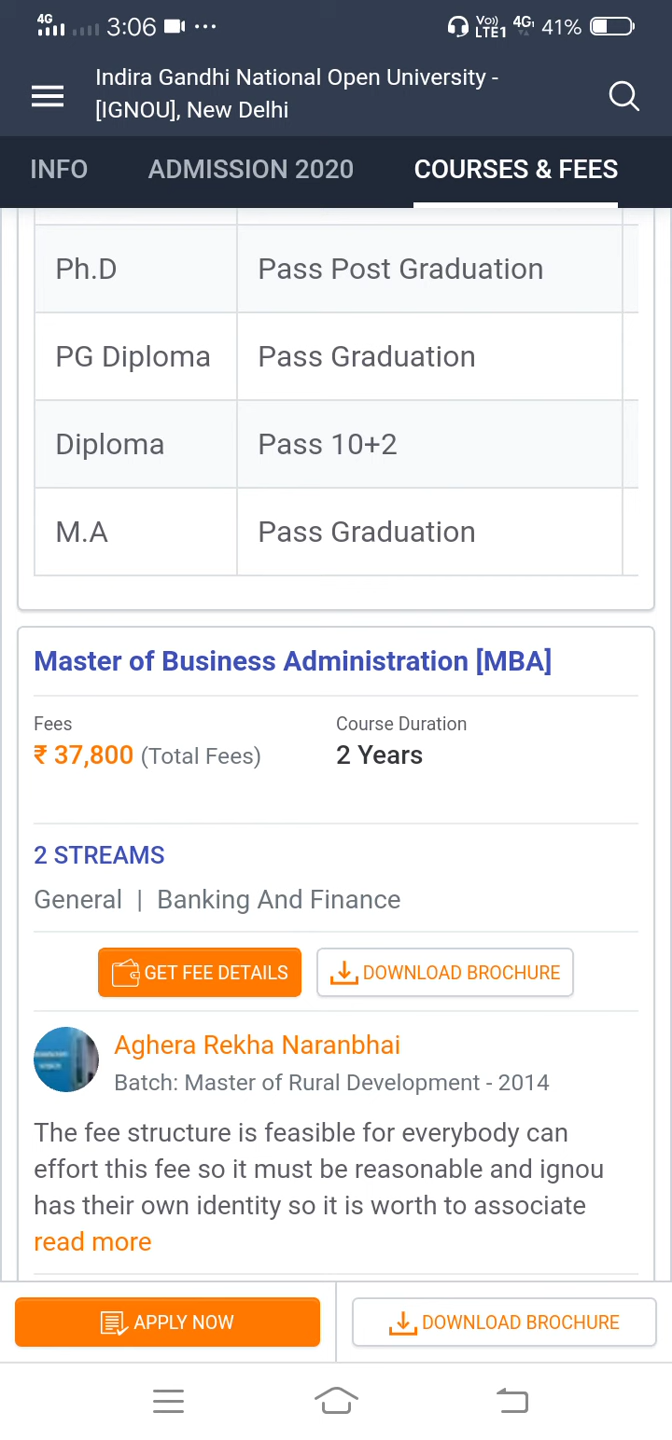 4G 3:06 ... Vo)) LTE1 4G 41%
Indira Gandhi National Open University -
[IGNOU], New Delhi
INFO ADMISSION 2020 COURSES & FEES
Ph.D Pass Post Graduation
PG Diploma Pass Graduation
Diploma Pass 10+2
M.A Pass Graduation
Master of Business Administration [MBA]
Fees Course Duration
₹ 37,800 (Total Fees) 2 Years
2 STREAMS
General | Banking And Finance
GET FEE DETAILS DOWNLOAD BROCHURE
Aghera Rekha Naranbhai
Batch: Master of Rural Development - 2014
The fee structure is feasible for everybody can
effort this fee so it must be reasonable and ignou
has their own identity so it is worth to associate
read more
APPLY NOW DOWNLOAD BROCHURE